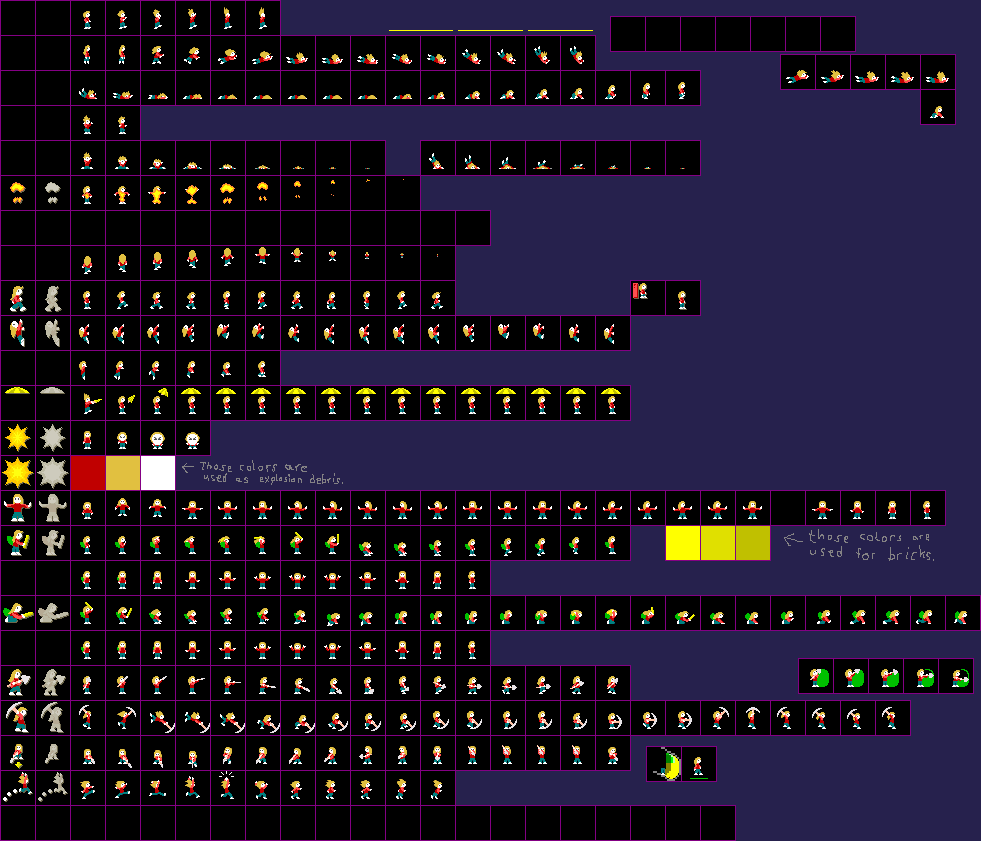 ← Those colors are
used as explosion debris.
← those colors are
used for bricks.